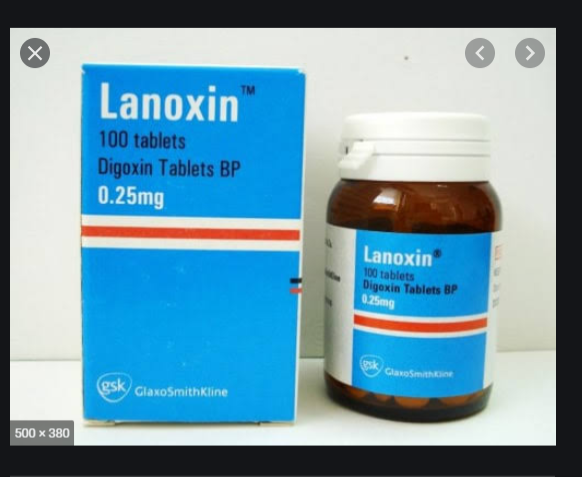 Lanoxin™
100 tablets
Digoxin Tablets BP
0.25mg
gsk GlaxoSmithKline
Lanoxin®
100 tablets
Digoxin Tablets BP
0.25mg
gsk GlaxoSmithKline
500 × 380